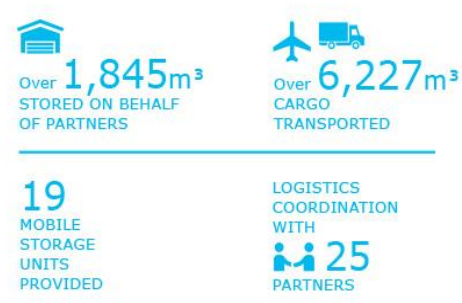 Over 1,845m³
STORED ON BEHALF
OF PARTNERS
Over 6,227m³
CARGO
TRANSPORTED
19
MOBILE
STORAGE
UNITS
PROVIDED
LOGISTICS
COORDINATION
WITH
25
PARTNERS